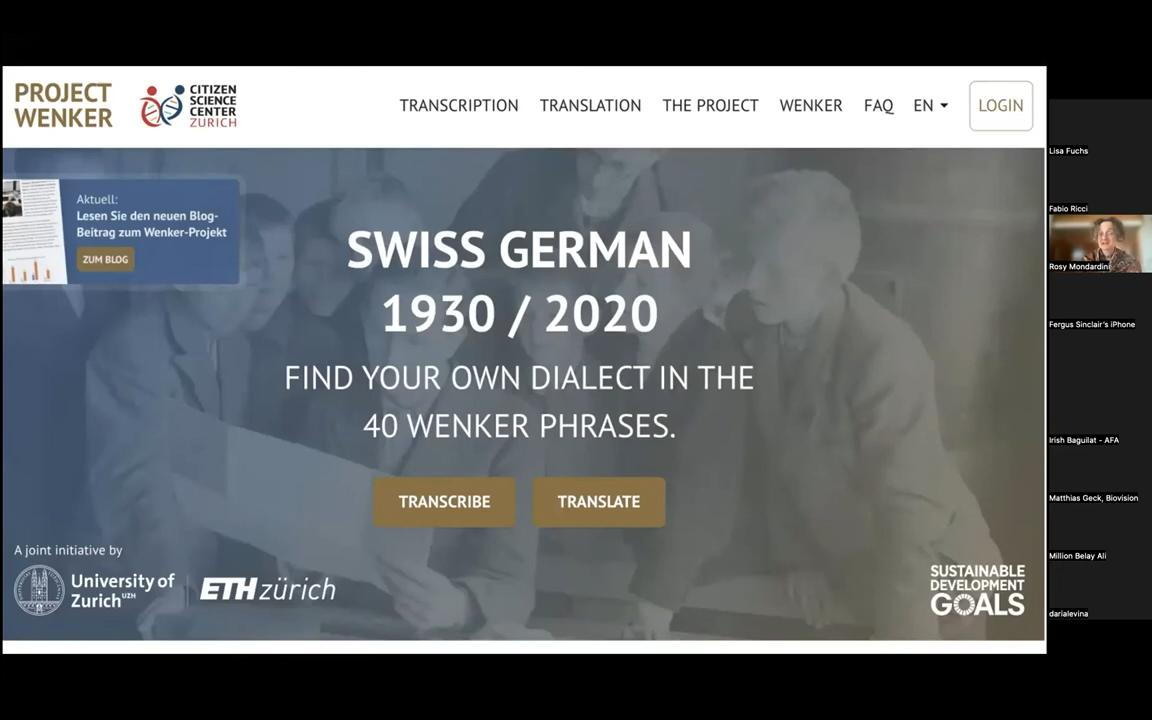 PROJECT
WENKER
CITIZEN
SCIENCE
CENTER
ZURICH
TRANSCRIPTION
TRANSLATION
THE PROJECT
WENKER
FAQ
EN
LOGIN
Aktuell:
Lesen Sie den neuen Blog-
Beitrag zum Wenker-Projekt
ZUM BLOG
SWISS GERMAN
1930 / 2020
FIND YOUR OWN DIALECT IN THE
40 WENKER PHRASES.
TRANSCRIBE
TRANSLATE
A joint initiative by
University of
Zurich UZH
ETH zürich
SUSTAINABLE
DEVELOPMENT
GOALS
Lisa Fuchs
Fabio Ricci
Rosy Mondardini
Fergus Sinclair's iPhone
Irish Baguilat - AFA
Matthias Geck, Biovision
Million Belay Ali
darialevina